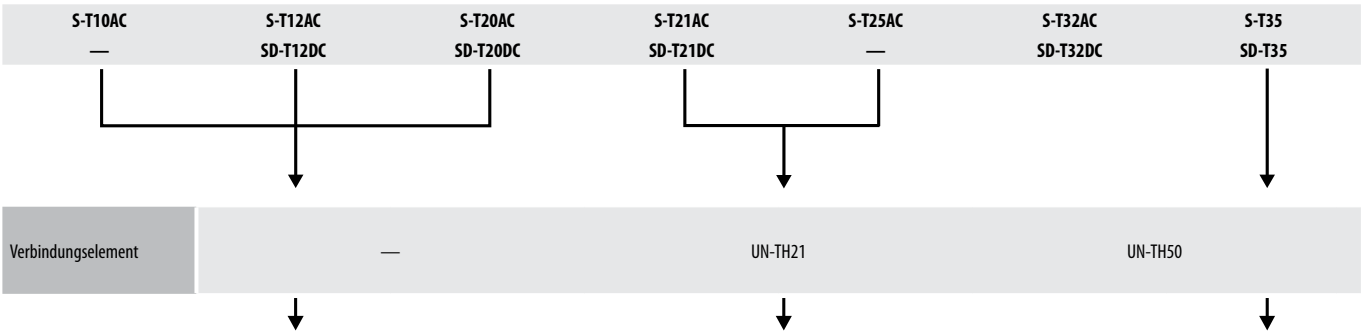 S-T10AC S-T12AC S-T20AC S-T21AC S-T25AC S-T32AC S-T35
— SD-T12DC SD-T20DC SD-T21DC — SD-T32DC SD-T35
Verbindungselement — UN-TH21 UN-TH50